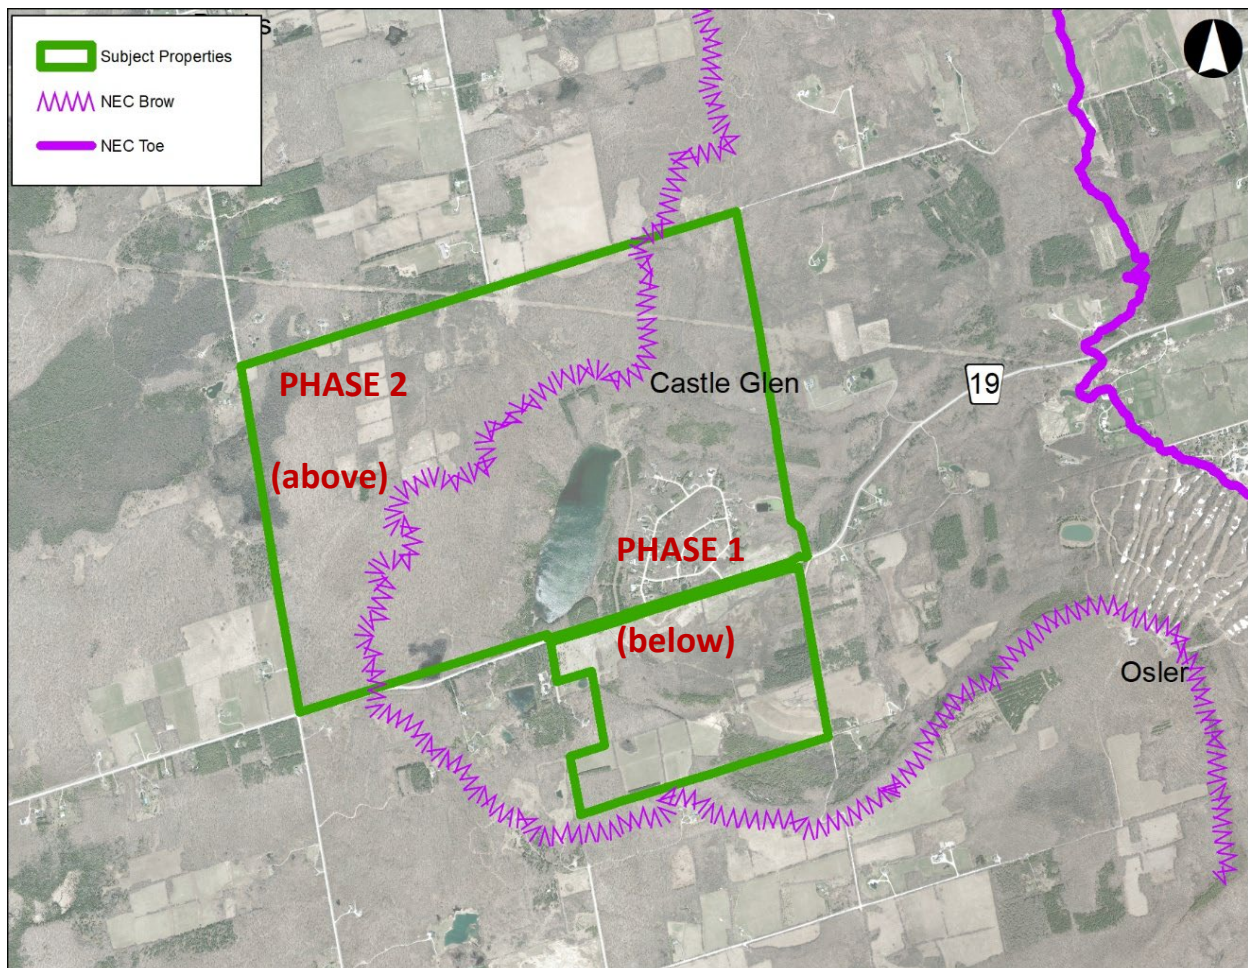 Subject Properties
NEC Brow
NEC Toe
PHASE 2
(above)
Castle Glen
19
PHASE 1
(below)
Osler